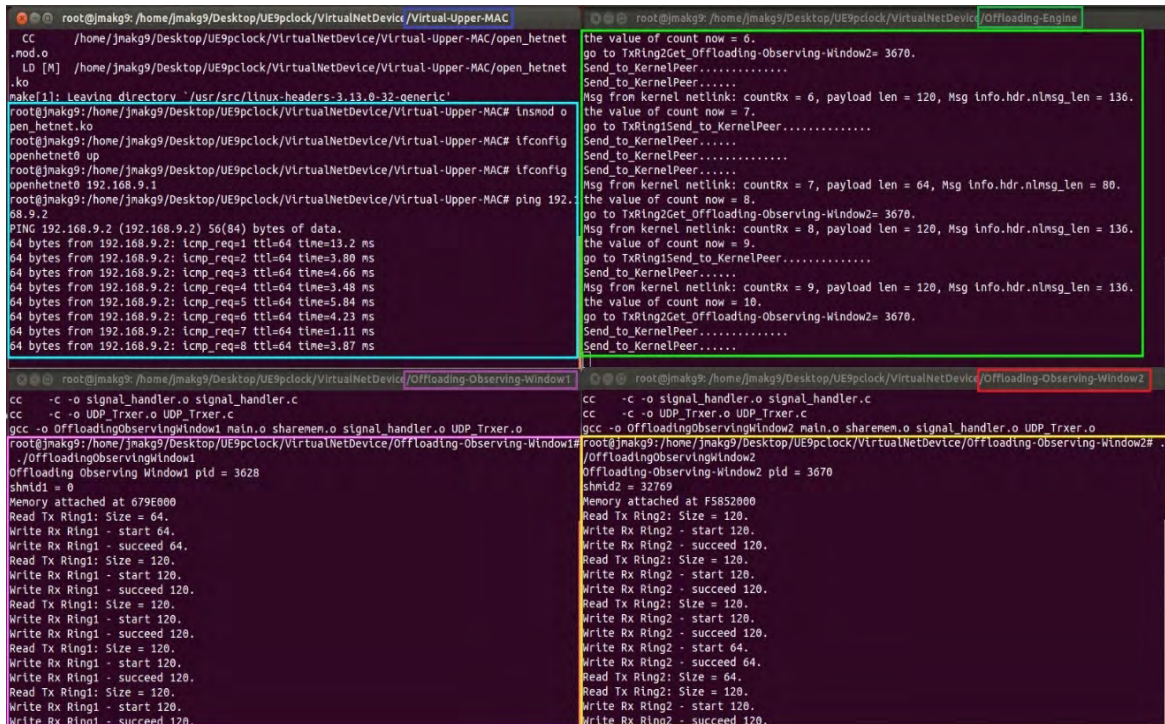 root@jmakg9: /home/jmakg9/Desktop/UE9pclock/VirtualNetDevice/Virtual-Upper-MAC
CC /home/jmakg9/Desktop/UE9pclock/VirtualNetDevice/Virtual-Upper-MAC/open_hetnet
.mod.o
LD [M] /home/jmakg9/Desktop/UE9pclock/VirtualNetDevice/Virtual-Upper-MAC/open_hetnet
.ko
make[1]: Leaving directory `/usr/src/linux-headers-3.13.0-32-generic'
root@jmakg9:/home/jmakg9/Desktop/UE9pclock/VirtualNetDevice/Virtual-Upper-MAC# insmod o
pen_hetnet.ko
root@jmakg9:/home/jmakg9/Desktop/UE9pclock/VirtualNetDevice/Virtual-Upper-MAC# ifconfig
openhetnet0 up
root@jmakg9:/home/jmakg9/Desktop/UE9pclock/VirtualNetDevice/Virtual-Upper-MAC# ifconfig
openhetnet0 192.168.9.1
root@jmakg9:/home/jmakg9/Desktop/UE9pclock/VirtualNetDevice/Virtual-Upper-MAC# ping 192.1
68.9.2
PING 192.168.9.2 (192.168.9.2) 56(84) bytes of data.
64 bytes from 192.168.9.2: icmp_req=1 ttl=64 time=13.2 ms
64 bytes from 192.168.9.2: icmp_req=2 ttl=64 time=3.80 ms
64 bytes from 192.168.9.2: icmp_req=3 ttl=64 time=4.66 ms
64 bytes from 192.168.9.2: icmp_req=4 ttl=64 time=3.48 ms
64 bytes from 192.168.9.2: icmp_req=5 ttl=64 time=5.84 ms
64 bytes from 192.168.9.2: icmp_req=6 ttl=64 time=4.23 ms
64 bytes from 192.168.9.2: icmp_req=7 ttl=64 time=1.11 ms
64 bytes from 192.168.9.2: icmp_req=8 ttl=64 time=3.87 ms
root@jmakg9: /home/jmakg9/Desktop/UE9pclock/VirtualNetDevice/Offloading-Engine
the value of count now = 6.
go to TxRing2Get_Offloading-Observing-Window2= 3670.
Send_to_KernelPeer..............
Send_to_KernelPeer......
Msg from kernel netlink: countRx = 6, payload len = 120, Msg info.hdr.nlmsg_len = 136.
the value of count now = 7.
go to TxRing1Send_to_KernelPeer..............
Send_to_KernelPeer......
Send_to_KernelPeer..............
Send_to_KernelPeer......
Msg from kernel netlink: countRx = 7, payload len = 64, Msg info.hdr.nlmsg_len = 80.
the value of count now = 8.
go to TxRing2Get_Offloading-Observing-Window2= 3670.
Msg from kernel netlink: countRx = 8, payload len = 120, Msg info.hdr.nlmsg_len = 136.
the value of count now = 9.
go to TxRing1Send_to_KernelPeer..............
Send_to_KernelPeer......
Msg from kernel netlink: countRx = 9, payload len = 120, Msg info.hdr.nlmsg_len = 136.
the value of count now = 10.
go to TxRing2Get_Offloading-Observing-Window2= 3670.
Send_to_KernelPeer..............
Send_to_KernelPeer......
root@jmakg9: /home/jmakg9/Desktop/UE9pclock/VirtualNetDevice/Offloading-Observing-Window1
cc -c -o signal_handler.o signal_handler.c
cc -c -o UDP_Trxer.o UDP_Trxer.c
gcc -o OffloadingObservingWindow1 main.o sharemem.o signal_handler.o UDP_Trxer.o
root@jmakg9:/home/jmakg9/Desktop/UE9pclock/VirtualNetDevice/Offloading-Observing-Window1#
./OffloadingObservingWindow1
Offloading Observing Window1 pid = 3628
shmid1 = 0
Memory attached at 679E000
Read Tx Ring1: Size = 64.
Write Rx Ring1 - start 64.
Write Rx Ring1 - succeed 64.
Read Tx Ring1: Size = 120.
Write Rx Ring1 - start 120.
Write Rx Ring1 - succeed 120.
Read Tx Ring1: Size = 120.
Write Rx Ring1 - start 120.
Write Rx Ring1 - succeed 120.
Read Tx Ring1: Size = 120.
Write Rx Ring1 - start 120.
Write Rx Ring1 - succeed 120.
Read Tx Ring1: Size = 120.
Write Rx Ring1 - start 120.
Write Rx Ring1 - succeed 120.
root@jmakg9: /home/jmakg9/Desktop/UE9pclock/VirtualNetDevice/Offloading-Observing-Window2
cc -c -o signal_handler.o signal_handler.c
cc -c -o UDP_Trxer.o UDP_Trxer.c
gcc -o OffloadingObservingWindow2 main.o sharemem.o signal_handler.o UDP_Trxer.o
root@jmakg9:/home/jmakg9/Desktop/UE9pclock/VirtualNetDevice/Offloading-Observing-Window2# .
/OffloadingObservingWindow2
Offloading-Observing-Window2 pid = 3670
shmid2 = 32769
Memory attached at F5852000
Read Tx Ring2: Size = 120.
Write Rx Ring2 - start 120.
Write Rx Ring2 - succeed 120.
Read Tx Ring2: Size = 120.
Write Rx Ring2 - start 120.
Write Rx Ring2 - succeed 120.
Read Tx Ring2: Size = 120.
Write Rx Ring2 - start 120.
Write Rx Ring2 - succeed 120.
Write Rx Ring2 - start 64.
Write Rx Ring2 - succeed 64.
Read Tx Ring2: Size = 64.
Read Tx Ring2: Size = 120.
Write Rx Ring2 - start 120.
Write Rx Ring2 - succeed 120.